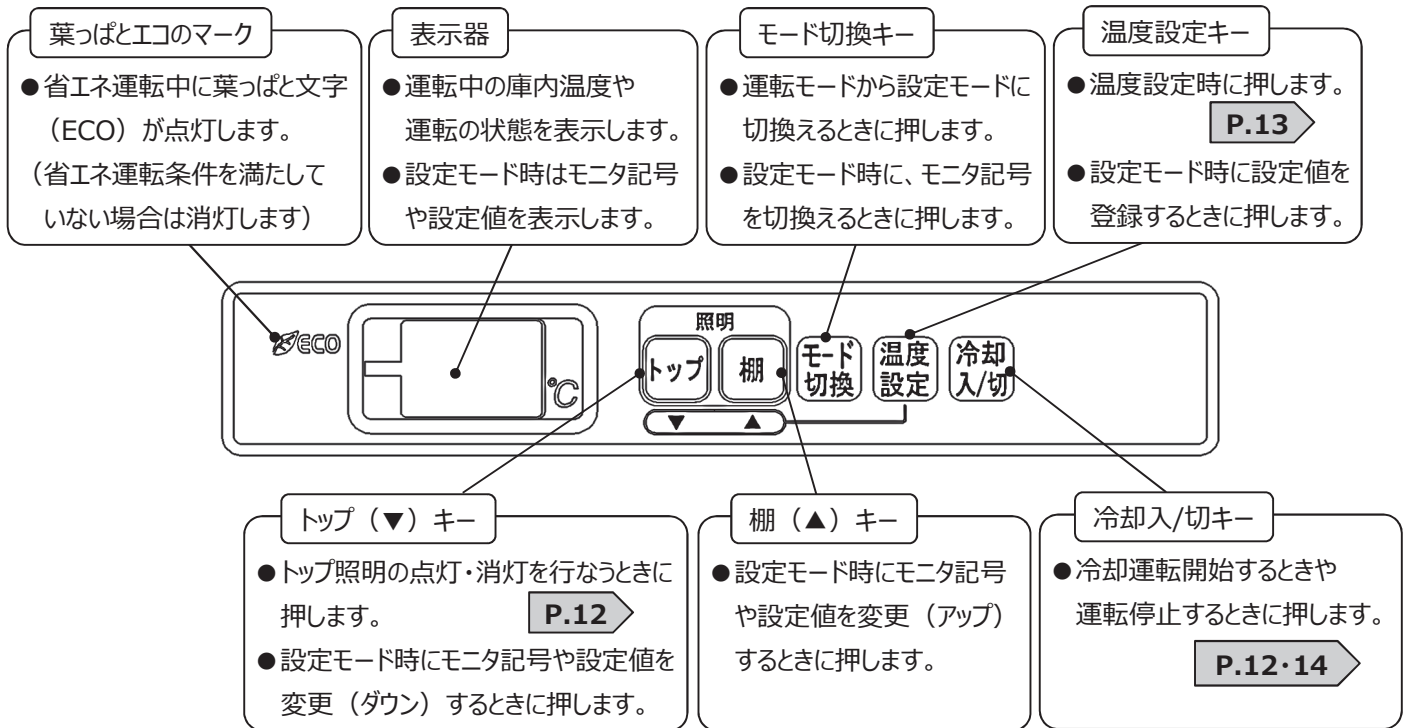 葉っぱとエコのマーク
●省エネ運転中に葉っぱと文字
（ECO）が点灯します。
（省エネ運転条件を満たして
いない場合は消灯します）
表示器
●運転中の庫内温度や
運転の状態を表示します。
●設定モード時はモニタ記号
や設定値を表示します。
モード切換キー
●運転モードから設定モードに
切換えるときに押します。
●設定モード時に、モニタ記号
を切換えるときに押します。
温度設定キー
●温度設定時に押します。
P.13
●設定モード時に設定値を
登録するときに押します。
ECO
℃
照明
トップ
棚
▼ ▲
モード
切換
温度
設定
冷却
入/切
トップ（▼）キー
●トップ照明の点灯・消灯を行なうときに
押します。
P.12
●設定モード時にモニタ記号や設定値を
変更（ダウン）するときに押します。
棚（▲）キー
●設定モード時にモニタ記号
や設定値を変更（アップ）
するときに押します。
冷却入/切キー
●冷却運転開始するときや
運転停止するときに押します。
P.12・14